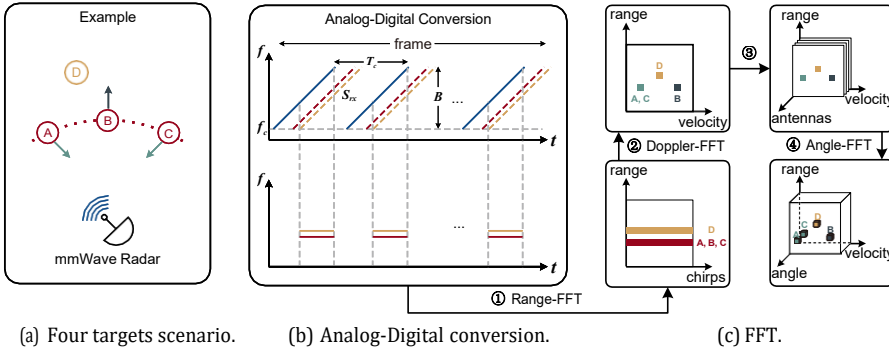 Example
D
A
B
C
mmWave Radar
(a) Four targets scenario.
Analog-Digital Conversion
f
frame
T_c
S_rx
B
...
f_c
t
f
...
t
(b) Analog-Digital conversion.
① Range-FFT
range
D
A, C
B
velocity
② Doppler-FFT
range
D
A, B, C
chirps
③
range
velocity
antennas
④ Angle-FFT
range
D
C
A
B
velocity
angle
(c) FFT.